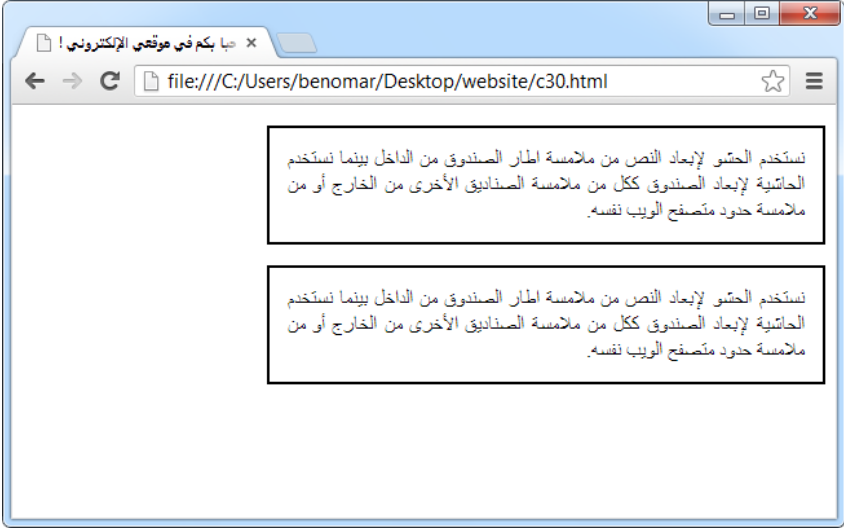 حبا بكم في موقعي الإلكتروني !
file:///C:/Users/benomar/Desktop/website/c30.html
نستخدم الحشو لإبعاد النص من ملامسة اطار الصندوق من الداخل بينما نستخدم
الحاشية لإبعاد الصندوق ككل من ملامسة الصناديق الأخرى من الخارج أو من
ملامسة حدود متصفح الويب نفسه.
نستخدم الحشو لإبعاد النص من ملامسة اطار الصندوق من الداخل بينما نستخدم
الحاشية لإبعاد الصندوق ككل من ملامسة الصناديق الأخرى من الخارج أو من
ملامسة حدود متصفح الويب نفسه.